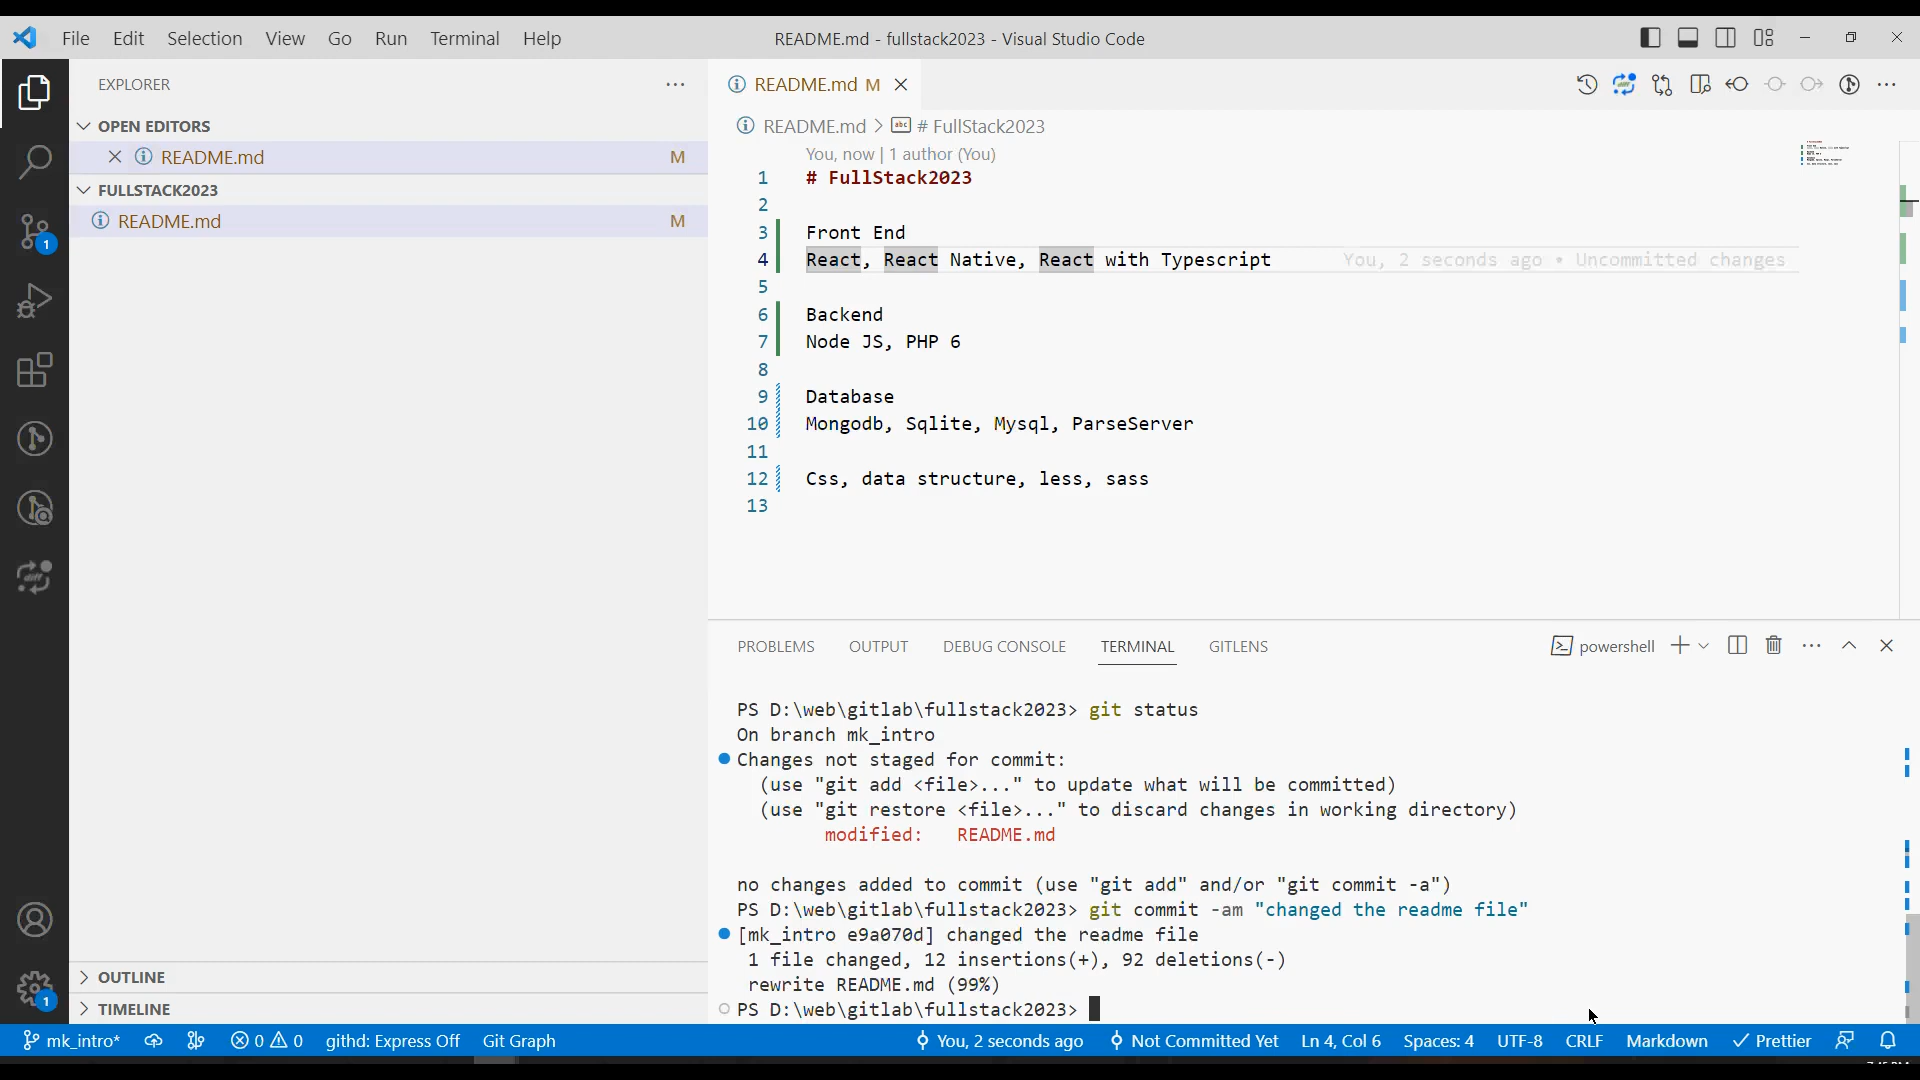 File Edit Selection View Go Run Terminal Help
README.md - fullstack2023 - Visual Studio Code
EXPLORER
OPEN EDITORS
README.md M
FULLSTACK2023
README.md M
OUTLINE
TIMELINE
README.md M
README.md > # FullStack2023
You, now | 1 author (You)
1 # FullStack2023
2
3 Front End
4 React, React Native, React with Typescript You, 2 seconds ago • Uncommitted changes
5
6 Backend
7 Node JS, PHP 6
8
9 Database
10 Mongodb, Sqlite, Mysql, ParseServer
11
12 Css, data structure, less, sass
13
PROBLEMS OUTPUT DEBUG CONSOLE TERMINAL GITLENS
powershell
PS D:\web\gitlab\fullstack2023> git status
On branch mk_intro
Changes not staged for commit:
(use "git add <file>..." to update what will be committed)
(use "git restore <file>..." to discard changes in working directory)
modified: README.md
no changes added to commit (use "git add" and/or "git commit -a")
PS D:\web\gitlab\fullstack2023> git commit -am "changed the readme file"
[mk_intro e9a070d] changed the readme file
1 file changed, 12 insertions(+), 92 deletions(-)
rewrite README.md (99%)
PS D:\web\gitlab\fullstack2023>
1
1
mk_intro* 0 0 githd: Express Off Git Graph You, 2 seconds ago Not Committed Yet Ln 4, Col 6 Spaces: 4 UTF-8 CRLF Markdown Prettier